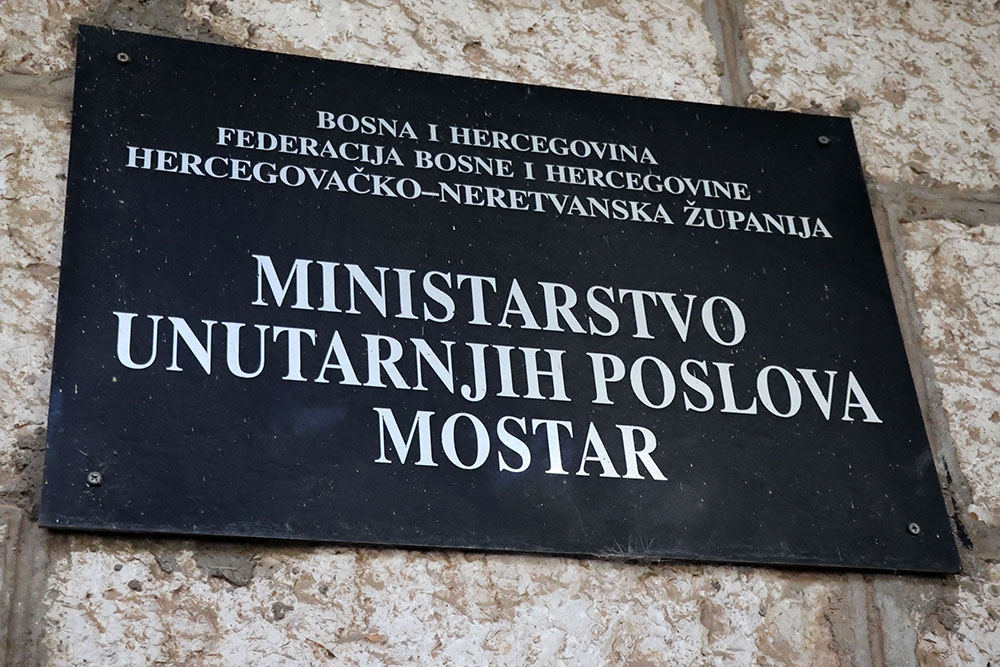 BOSNA I HERCEGOVINA
FEDERACIJA BOSNE I HERCEGOVINE
HERCEGOVAČKO–NERETVANSKA ŽUPANIJA
MINISTARSTVO
UNUTARNJIH POSLOVA
MOSTAR